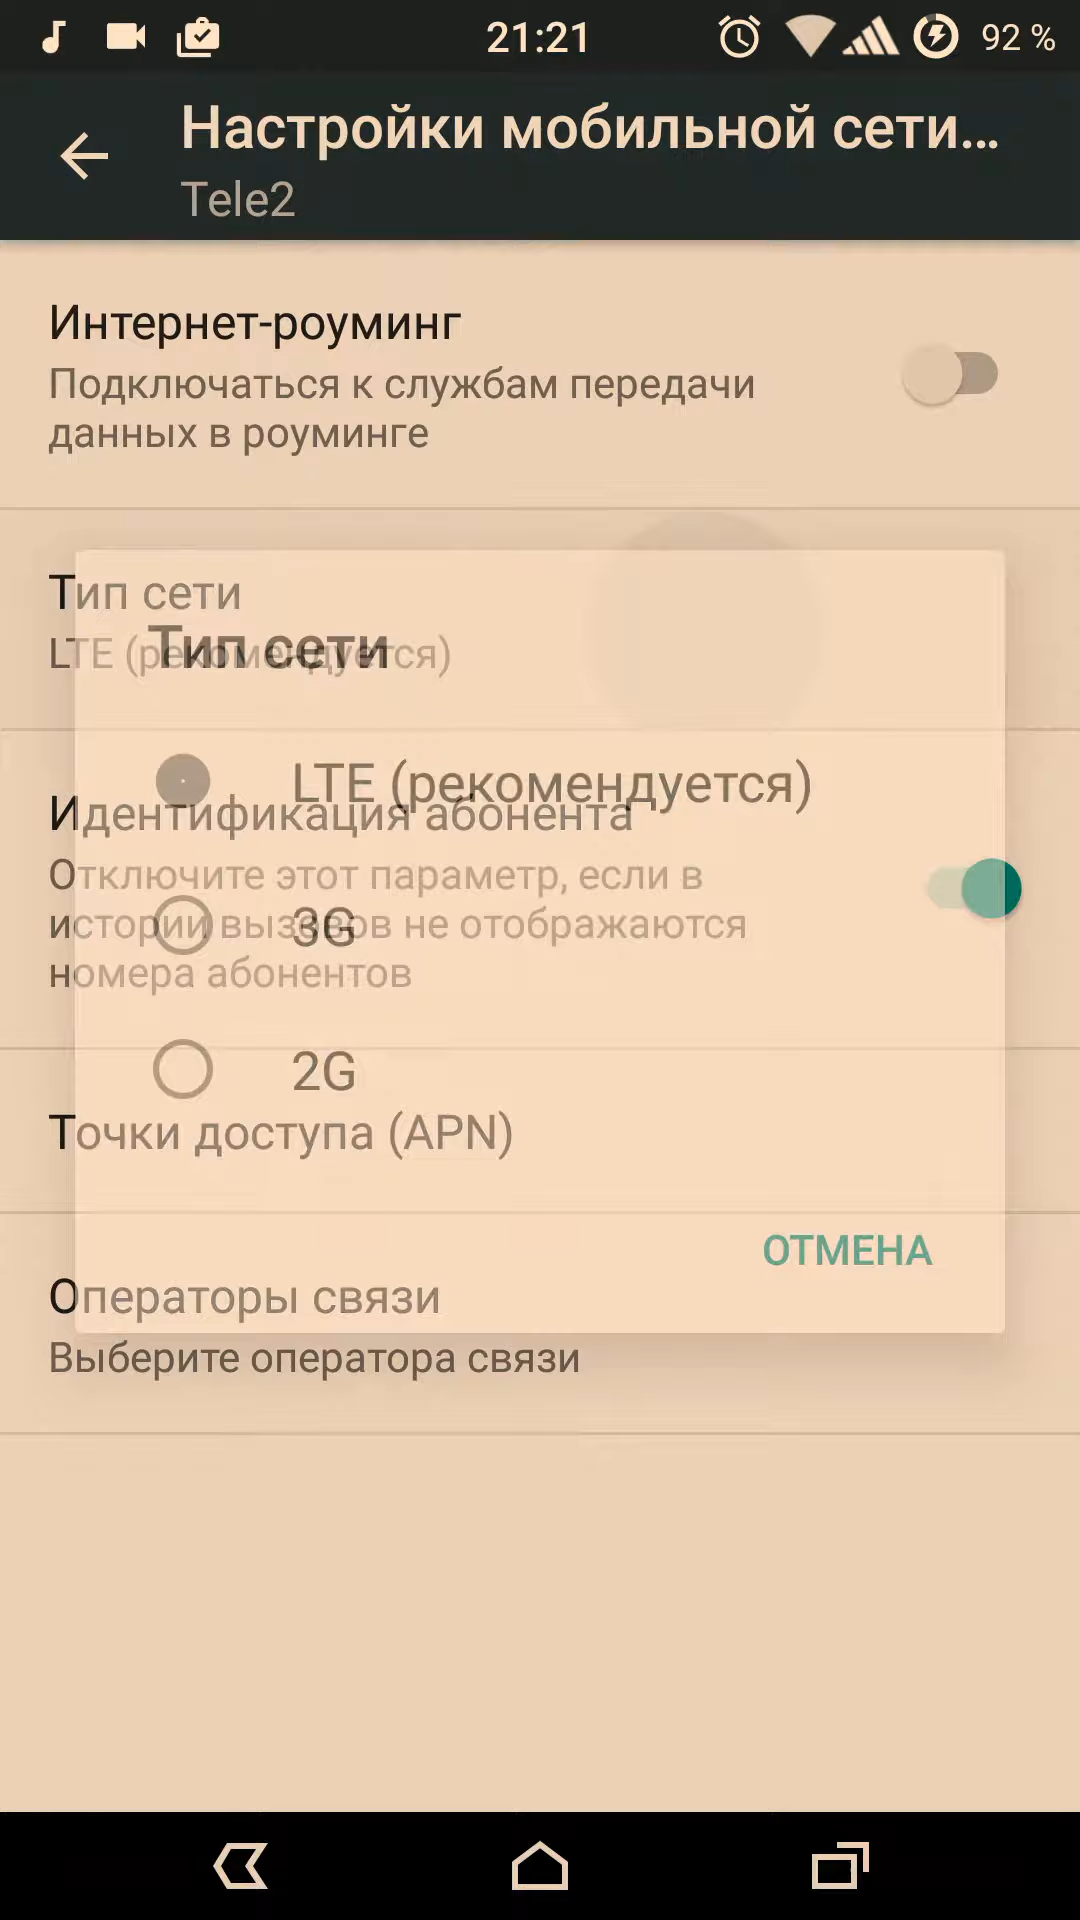 21:21
92 %
Настройки мобильной сети…
Tele2
Интернет-роуминг
Подключаться к службам передачи
данных в роуминге
Тип сети
LTE (рекомендуется)
Тип сети
LTE (рекомендуется)
Идентификация абонента
Отключите этот параметр, если в
истории вызовов не отображаются
номера абонентов
3G
2G
Точки доступа (APN)
ОТМЕНА
Операторы связи
Выберите оператора связи